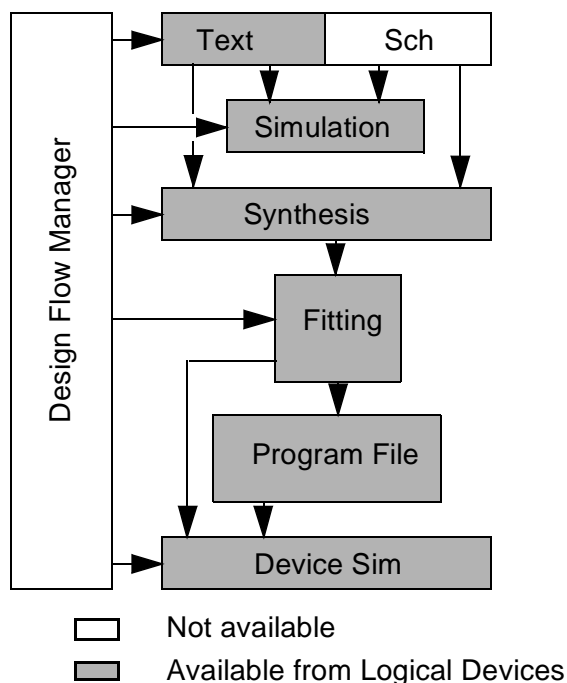 Text
Sch
Simulation
Synthesis
Design Flow Manager
Fitting
Program File
Device Sim
Not available
Available from Logical Devices